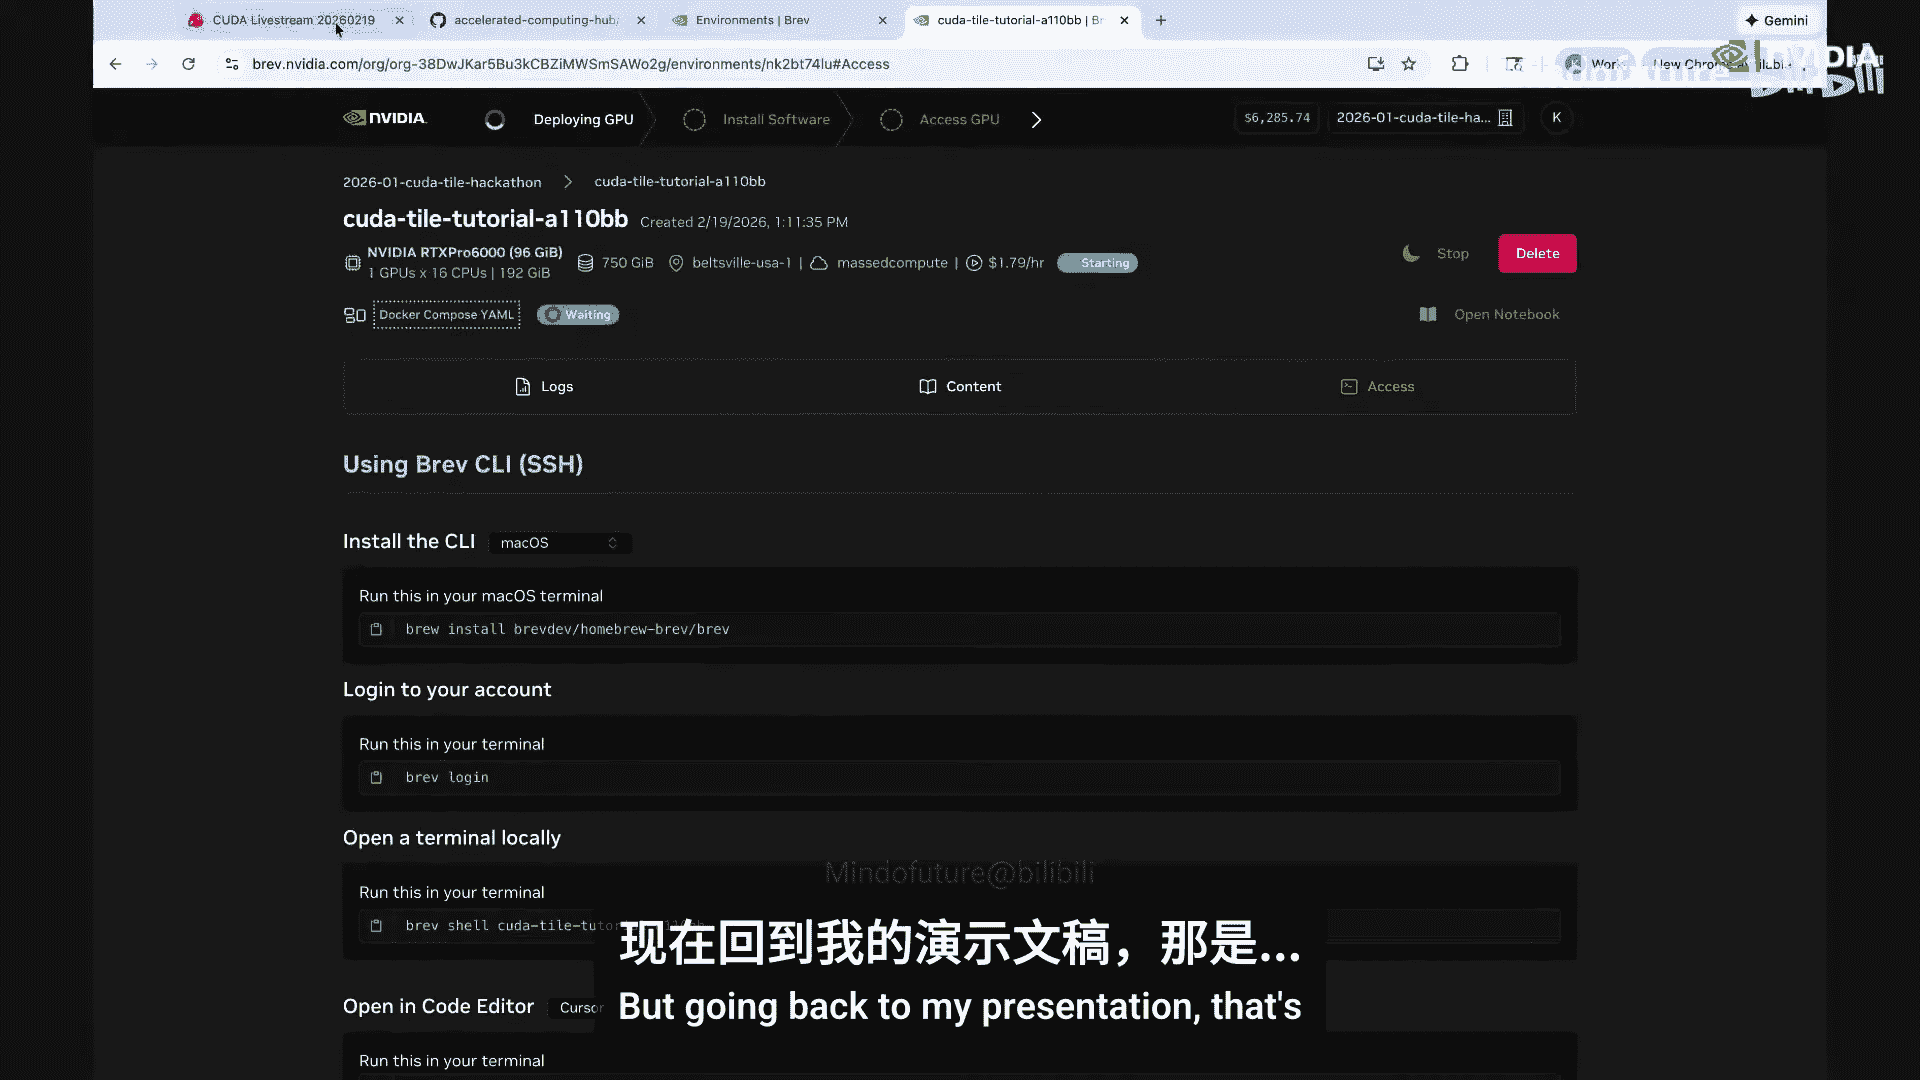 CUDA Livestream 20260219
accelerated-computing-hub/
Environments | Brev
cuda-tile-tutorial-a110bb | Br
Gemini
brev.nvidia.com/org/org-38DwJKar5Bu3kCBZiMWSmSAWo2g/environments/nk2bt74lu#Access
Work
New Chrome
NVIDIA.
bilibili
NVIDIA.
Deploying GPU
Install Software
Access GPU
$6,285.74
2026-01-cuda-tile-ha...
K
2026-01-cuda-tile-hackathon
cuda-tile-tutorial-a110bb
cuda-tile-tutorial-a110bb Created 2/19/2026, 1:11:35 PM
NVIDIA RTXPro6000 (96 GiB)
1 GPUs x 16 CPUs | 192 GiB
750 GiB
beltsville-usa-1 |
massedcompute |
$1.79/hr
Starting
Stop
Delete
Docker Compose YAML
Waiting
Open Notebook
Logs
Content
Access
Using Brev CLI (SSH)
Install the CLI
macOS
Run this in your macOS terminal
brew install brevdev/homebrew-brev/brev
Login to your account
Run this in your terminal
brev login
Open a terminal locally
Mindofuture@bilibili
Run this in your terminal
brev shell cuda-tile-tuto
现在回到我的演示文稿，那是...
But going back to my presentation, that's
Open in Code Editor
Cursor
Run this in your terminal